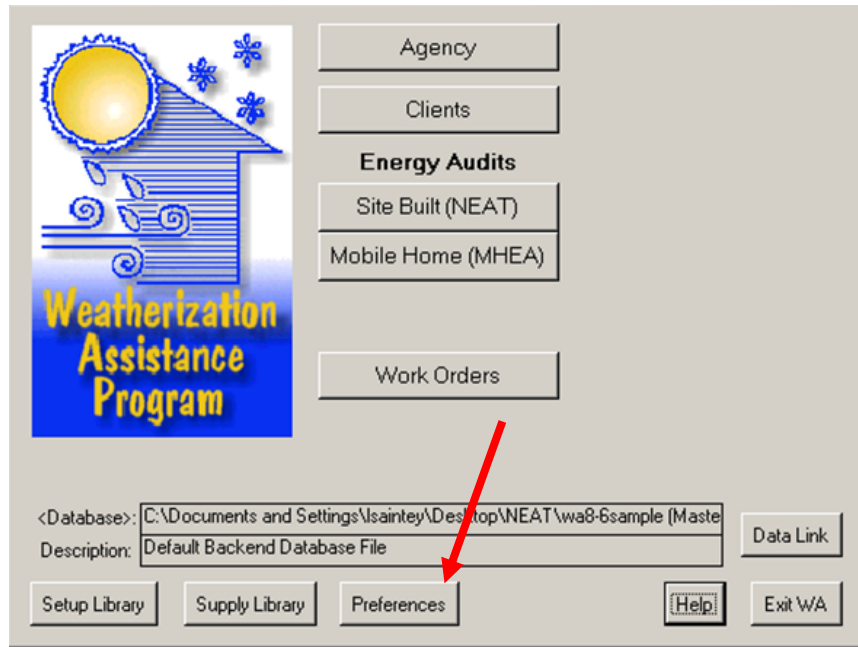 Agency
Clients
Energy Audits
Site Built (NEAT)
Mobile Home (MHEA)
Weatherization
Assistance
Program
Work Orders
<Database>: C:\Documents and Settings\lsaintey\Desktop\NEAT\wa8-6sample (Maste
Description: Default Backend Database File
Data Link
Setup Library Supply Library Preferences Help Exit WA